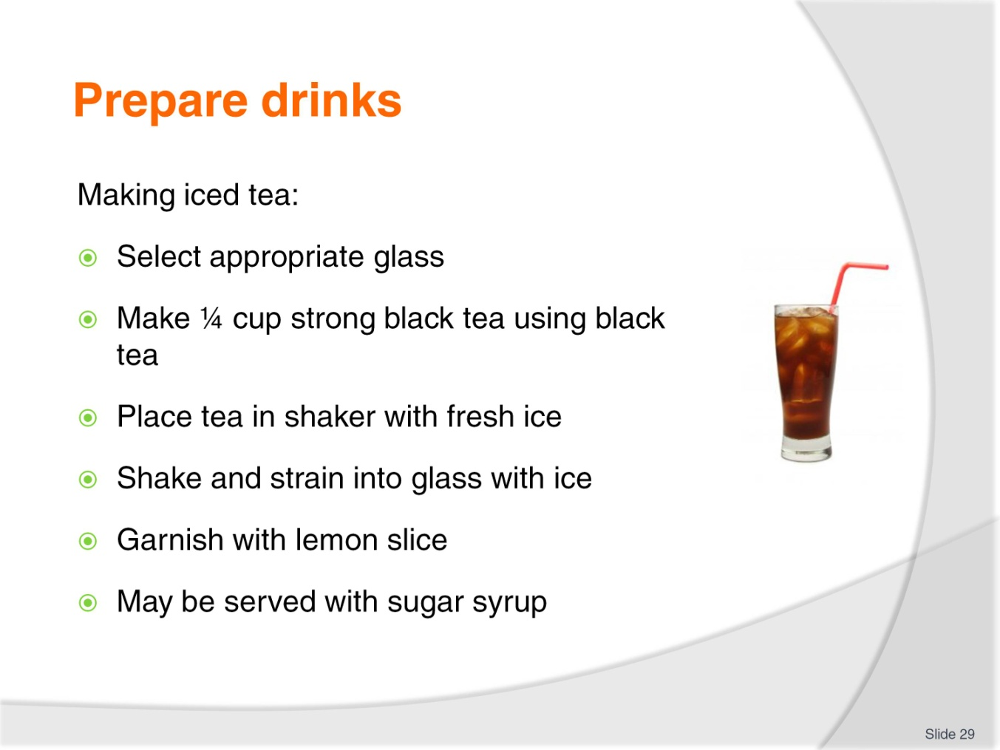 Prepare drinks
Making iced tea:
Select appropriate glass
Make ¼ cup strong black tea using black
tea
Place tea in shaker with fresh ice
Shake and strain into glass with ice
Garnish with lemon slice
May be served with sugar syrup
Slide 29